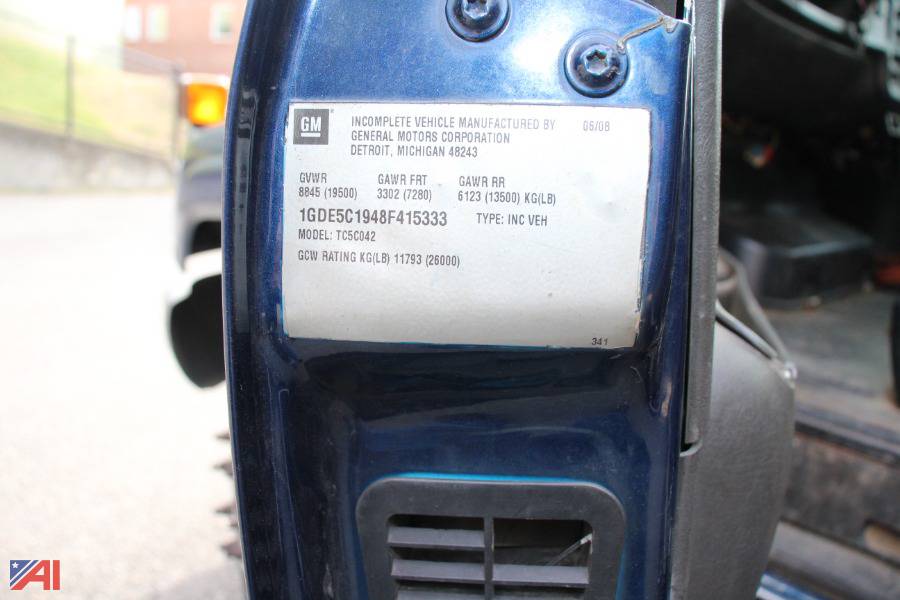 GM INCOMPLETE VEHICLE MANUFACTURED BY 06/08
GENERAL MOTORS CORPORATION
DETROIT, MICHIGAN 48243
GVWR GAWR FRT GAWR RR
8845 (19500) 3302 (7280) 6123 (13500) KG(LB)
1GDE5C1948F415333 TYPE: INC VEH
MODEL: TC5C042
GCW RATING KG(LB) 11793 (26000)
341
AI